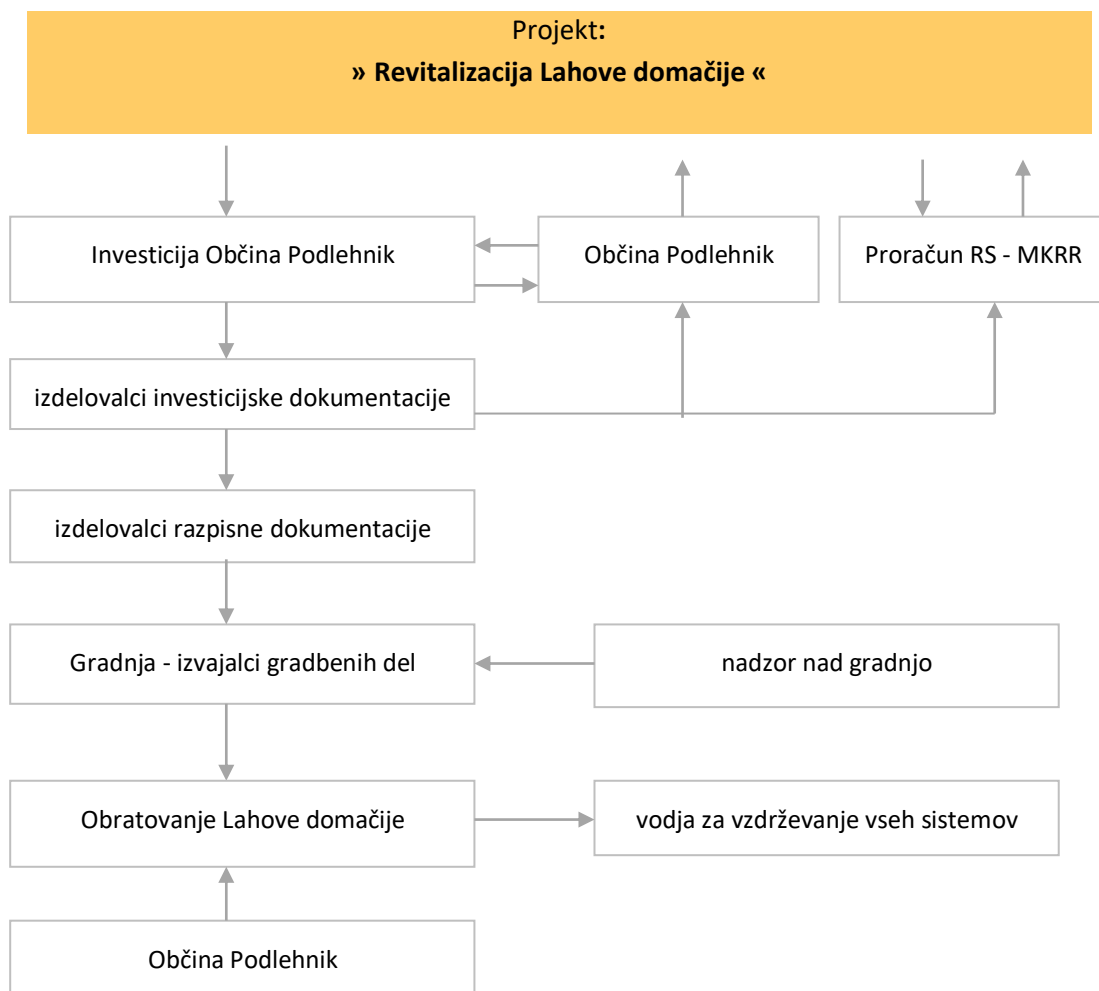 Projekt:
» Revitalizacija Lahove domačije «
Investicija Občina Podlehnik
Občina Podlehnik
Proračun RS - MKRR
izdelovalci investicijske dokumentacije
izdelovalci razpisne dokumentacije
Gradnja - izvajalci gradbenih del
nadzor nad gradnjo
Obratovanje Lahove domačije
vodja za vzdrževanje vseh sistemov
Občina Podlehnik